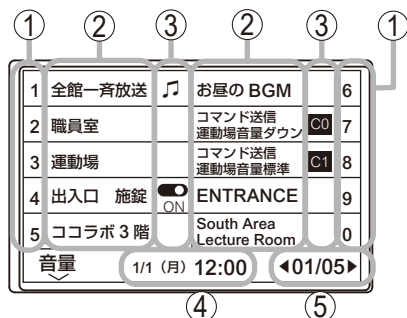 ① ② ③ ② ③ ①
1 全館一斉放送 ♫ お昼の BGM 6
2 職員室 コマンド送信
運動場音量ダウン C0 7
3 運動場 コマンド送信
運動場音量標準 C1 8
4 出入口 施錠 ON ENTRANCE 9
5 ココラボ 3 階 South Area
Lecture Room 0
音量 1/1 (月) 12:00 ◀01/05▶
④ ⑤